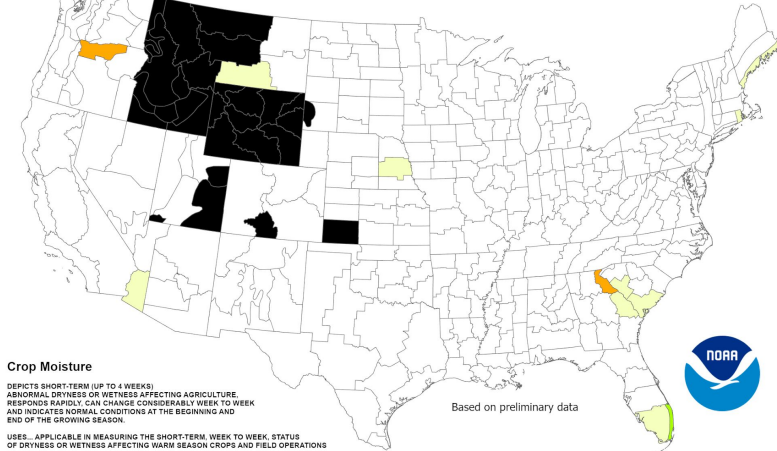 NOAA
Crop Moisture
DEPICTS SHORT-TERM (UP TO 4 WEEKS)
ABNORMAL DRYNESS OR WETNESS AFFECTING AGRICULTURE,
RESPONDS RAPIDLY, CAN CHANGE CONSIDERABLY WEEK TO WEEK
AND INDICATES NORMAL CONDITIONS AT THE BEGINNING AND
END OF THE GROWING SEASON.
Based on preliminary data
USES... APPLICABLE IN MEASURING THE SHORT-TERM, WEEK TO WEEK, STATUS
OF DRYNESS OR WETNESS AFFECTING WARM SEASON CROPS AND FIELD OPERATIONS